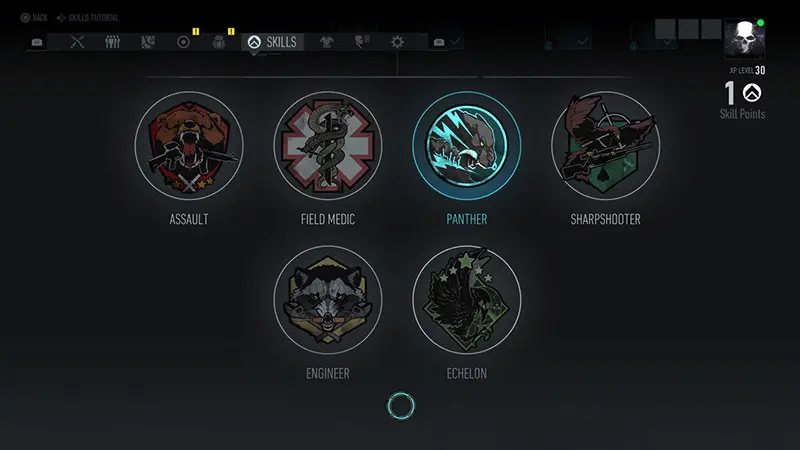 BACK SKILLS TUTORIAL
SKILLS
XP LEVEL 30
1
Skill Points
ASSAULT FIELD MEDIC PANTHER SHARPSHOOTER
ENGINEER ECHELON